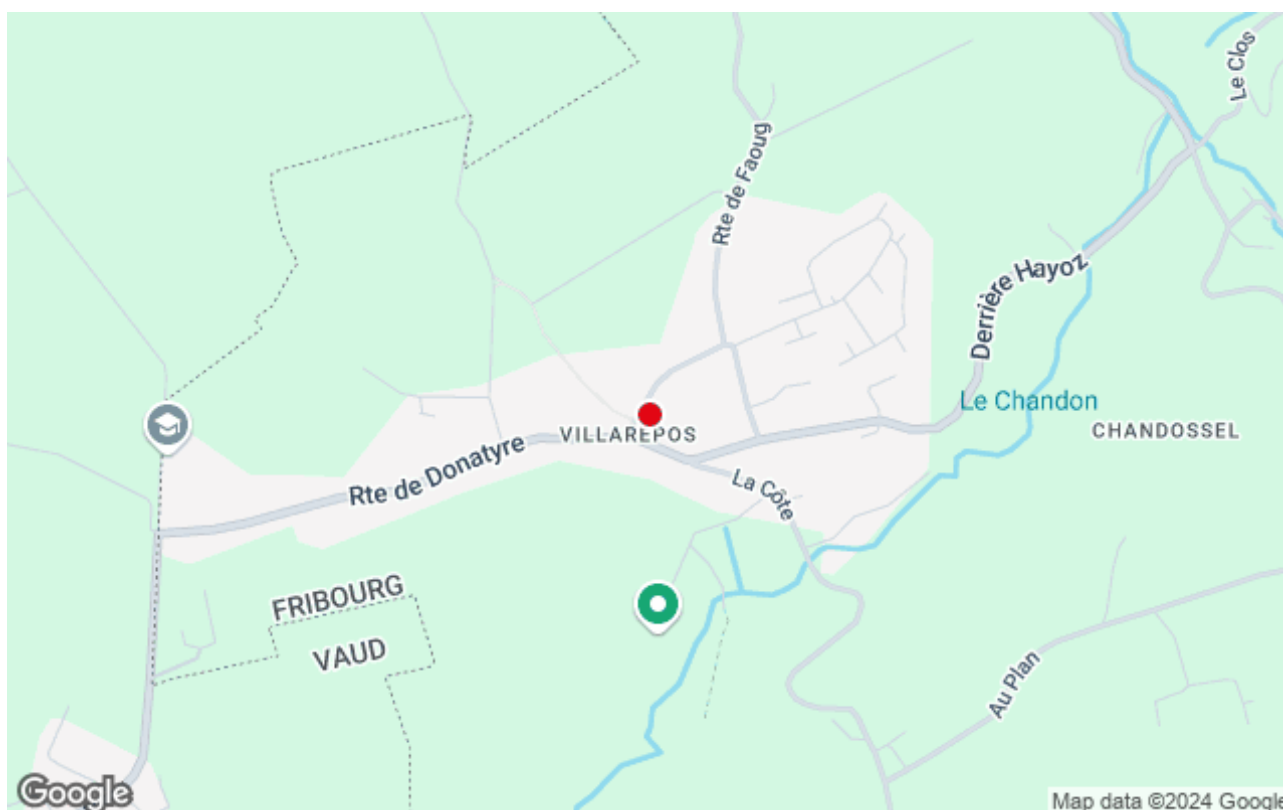 Le Clos
Rte de Faoug
Derrière Hayoz
Le Chandon
CHANDOSSEL
VILLAREPOS
Rte de Donatyre
La Côte
FRIBOURG
VAUD
Au Plan
Google
Map data ©2024 Google